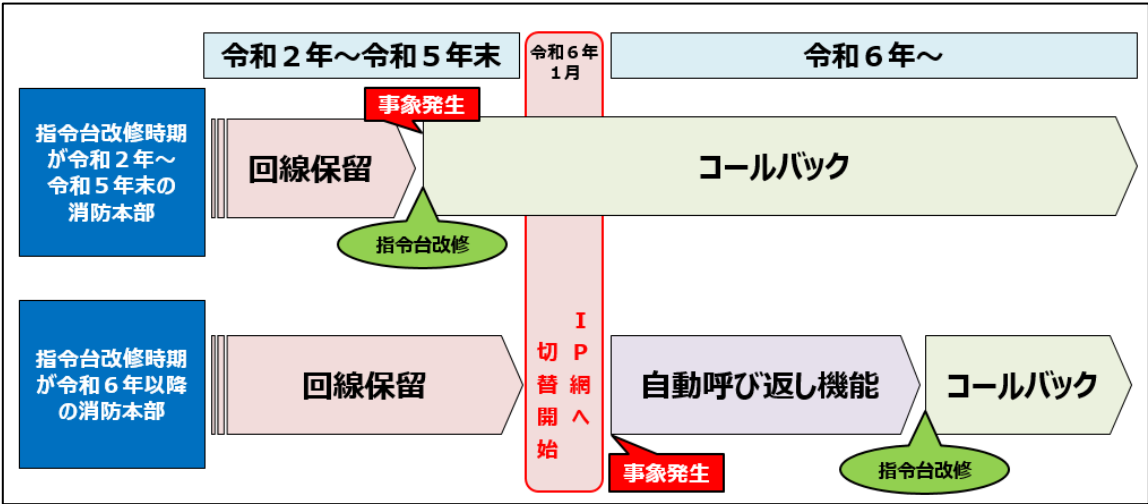 令和２年～令和５年末
令和６年
１月
令和６年～
指令台改修時期
が令和２年～
令和５年末の
消防本部
回線保留
事象発生
コールバック
指令台改修
ＩＰ網へ
切替開始
指令台改修時期
が令和６年以降
の消防本部
回線保留
自動呼び返し機能
コールバック
事象発生
指令台改修